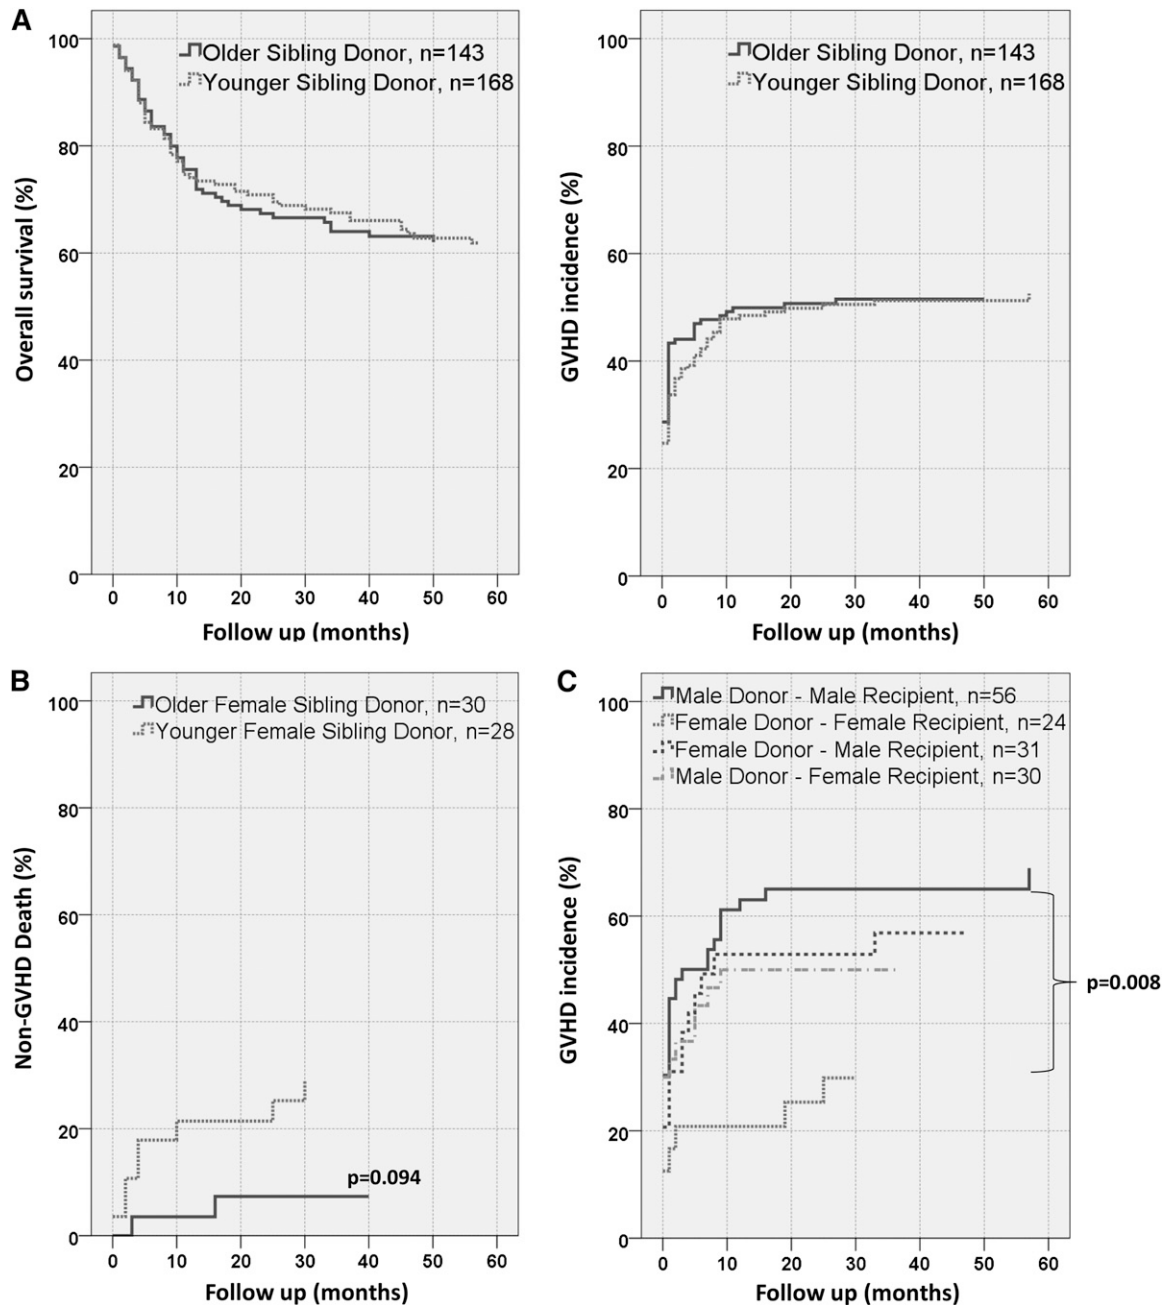 A
Older Sibling Donor, n=143
Younger Sibling Donor, n=168
Overall survival (%)
100
80
60
40
20
0
0 10 20 30 40 50 60
Follow up (months)
Older Sibling Donor, n=143
Younger Sibling Donor, n=168
GVHD incidence (%)
100
80
60
40
20
0
0 10 20 30 40 50 60
Follow up (months)
B
Older Female Sibling Donor, n=30
Younger Female Sibling Donor, n=28
Non-GVHD Death (%)
100
80
60
40
20
0
p=0.094
0 10 20 30 40 50 60
Follow up (months)
C
Male Donor - Male Recipient, n=56
Female Donor - Female Recipient, n=24
Female Donor - Male Recipient, n=31
Male Donor - Female Recipient, n=30
GVHD incidence (%)
100
80
60
40
20
0
p=0.008
0 10 20 30 40 50 60
Follow up (months)